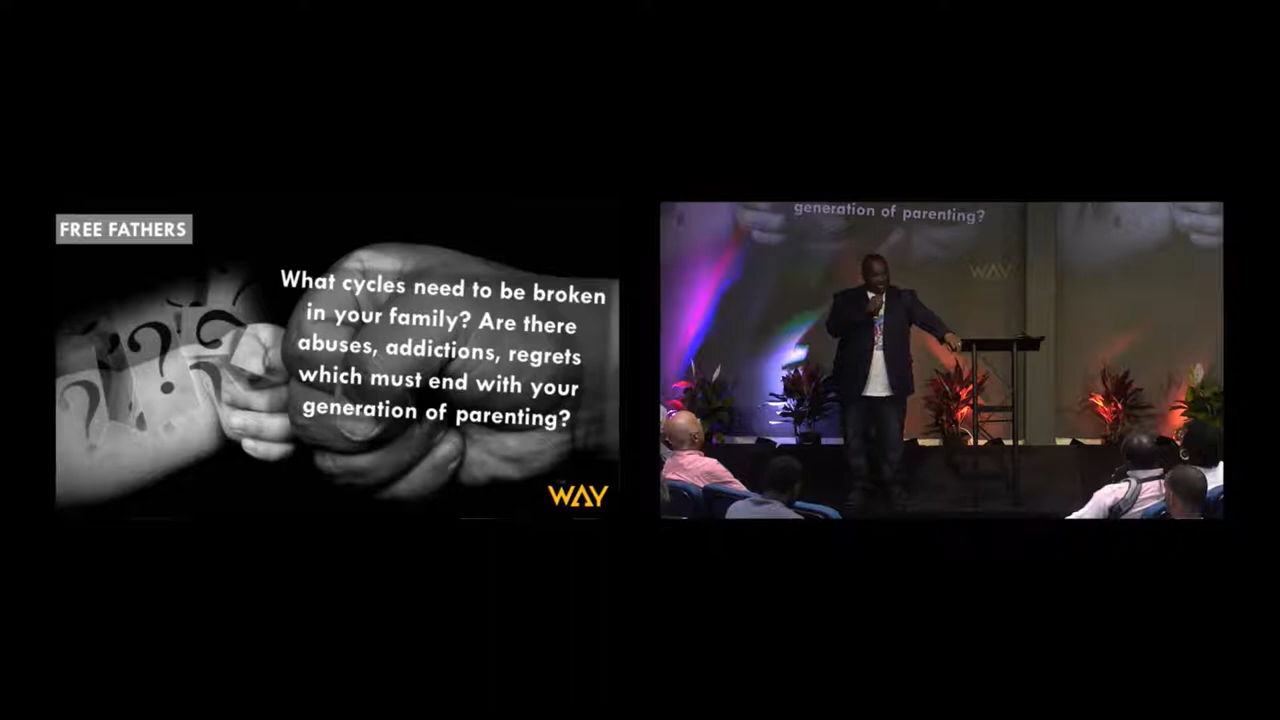 FREE FATHERS
What cycles need to be broken
in your family? Are there
abuses, addictions, regrets
which must end with your
generation of parenting?
WAY
generation of parenting?
WAY